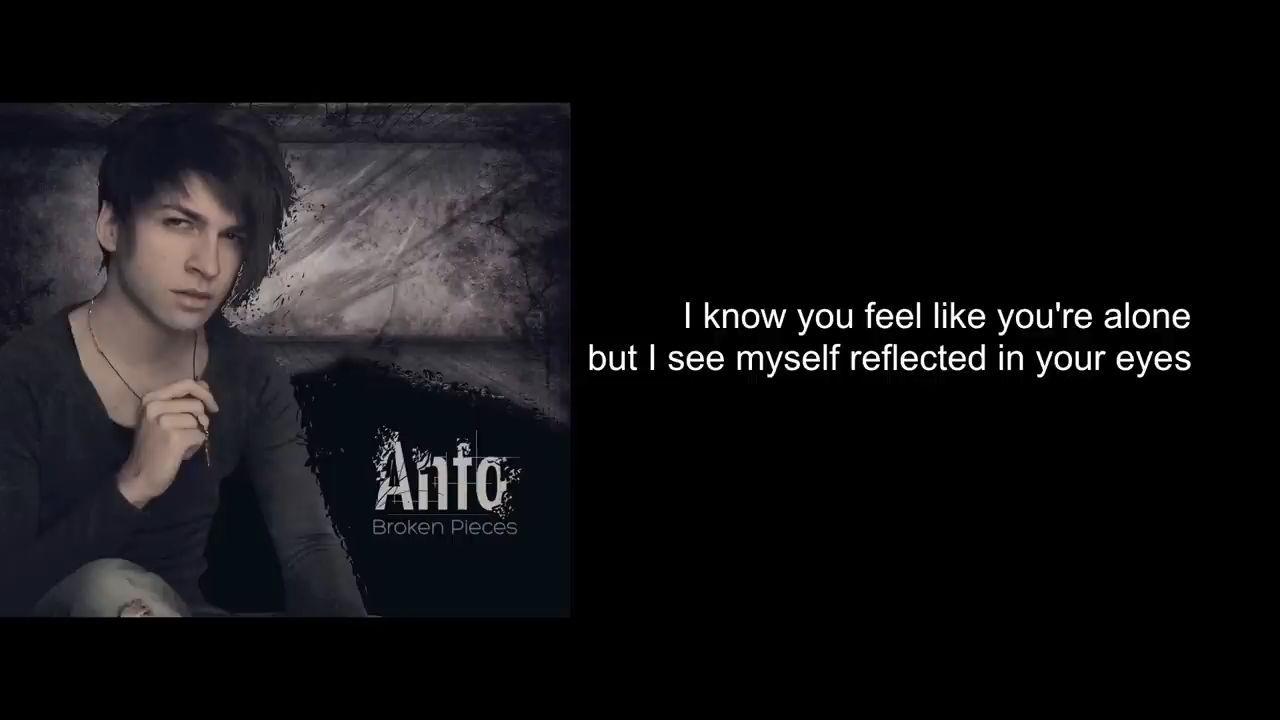 Anto
Broken Pieces
I know you feel like you're alone
but I see myself reflected in your eyes